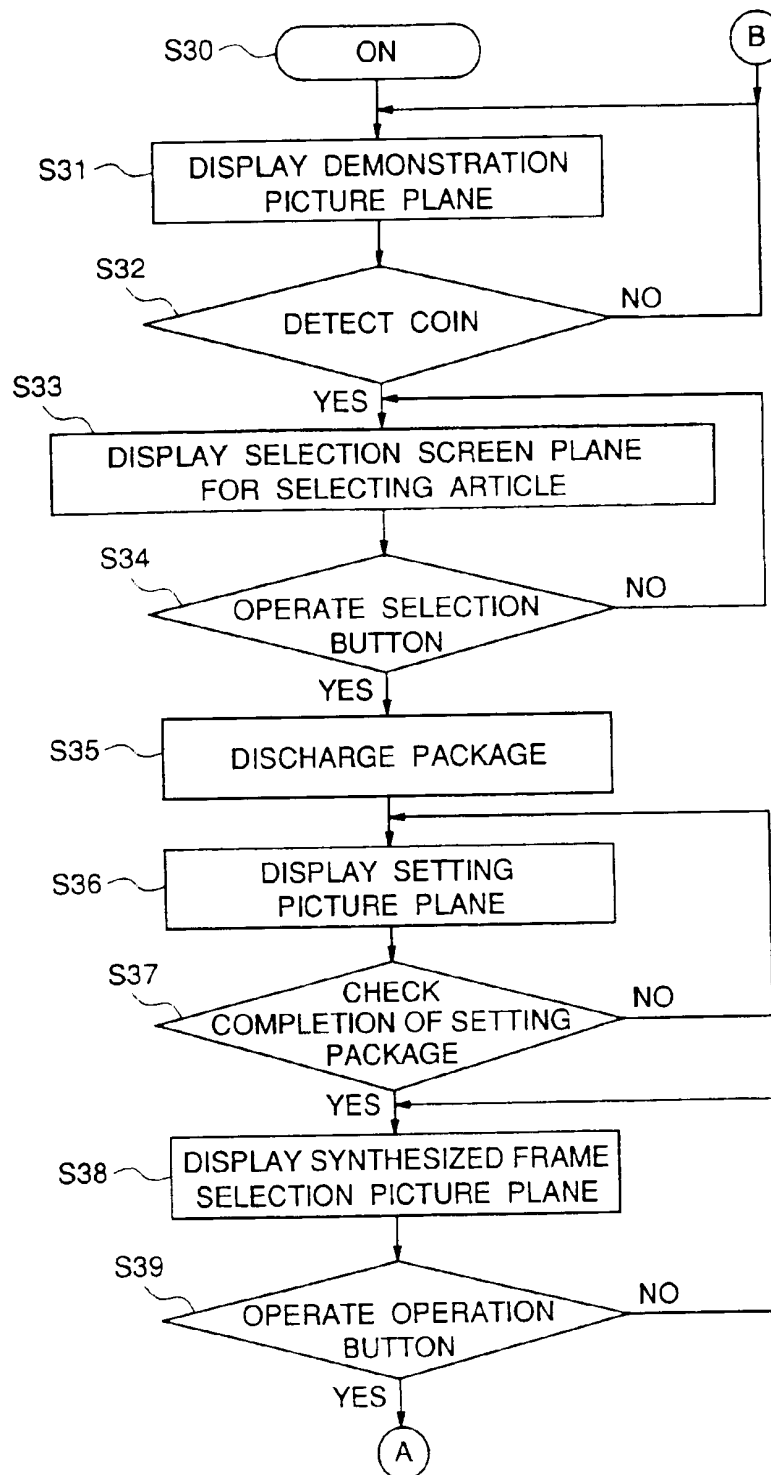 S30
ON
B
S31
DISPLAY DEMONSTRATION
PICTURE PLANE
S32
DETECT COIN
NO
YES
S33
DISPLAY SELECTION SCREEN PLANE
FOR SELECTING ARTICLE
S34
OPERATE SELECTION
BUTTON
NO
YES
S35
DISCHARGE PACKAGE
S36
DISPLAY SETTING
PICTURE PLANE
S37
CHECK
COMPLETION OF SETTING
PACKAGE
NO
YES
S38
DISPLAY SYNTHESIZED FRAME
SELECTION PICTURE PLANE
S39
OPERATE OPERATION
BUTTON
NO
YES
A